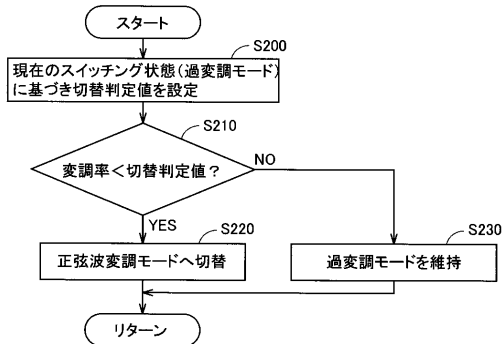 スタート
S200
現在のスイッチング状態(過変調モード)
に基づき切替判定値を設定
S210
変調率<切替判定値?
NO
YES
S220
正弦波変調モードへ切替
S230
過変調モードを維持
リターン